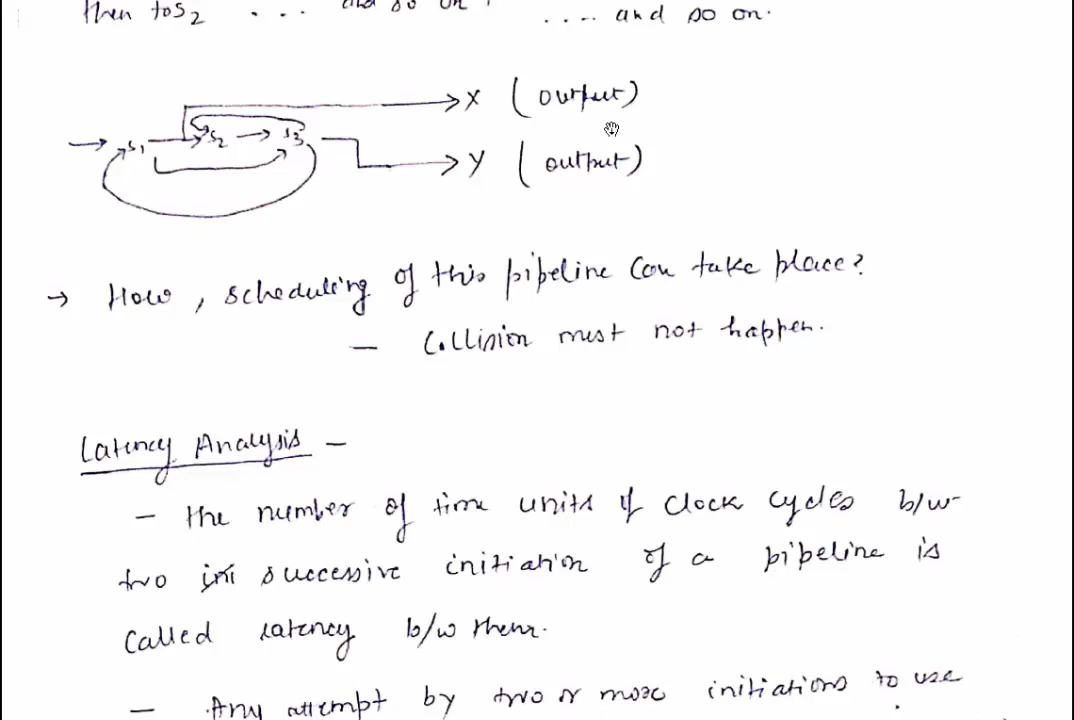 then to S2 .... and so on . .... and so on.
X (output)
S1 S2 S3
Y (output)
→ How, scheduling of this pipeline can take place?
— Collision must not happen.
Latency Analysis —
— The number of time units of clock cycles b/w
two successive initiation of a pipeline is
called latency b/w them.
— Any attempt by two or more initiations to use